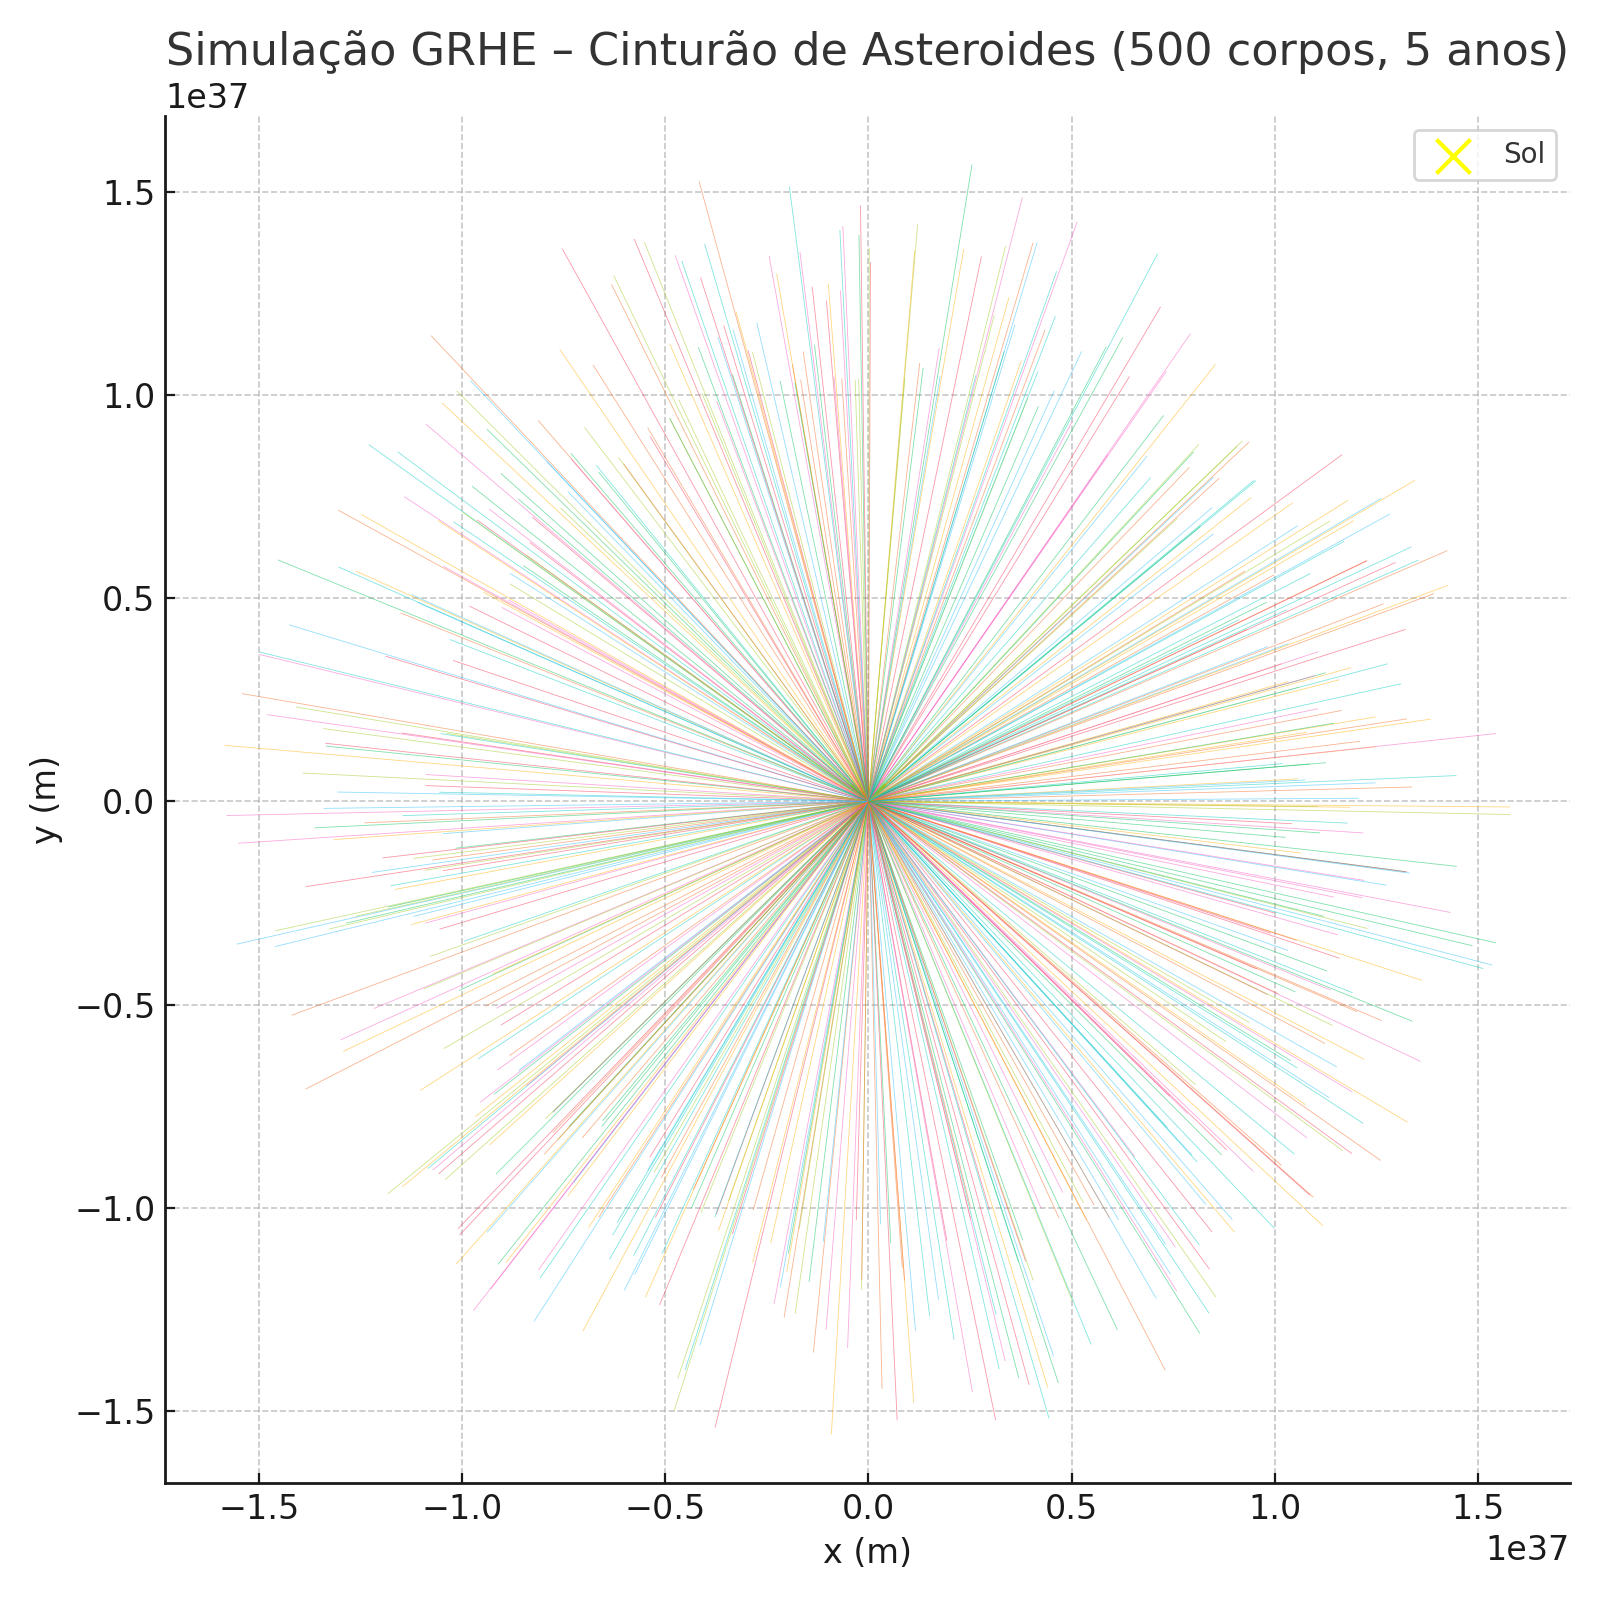 Simulação GRHE – Cinturão de Asteroides (500 corpos, 5 anos)
1e37
Sol
1.5
1.0
0.5
0.0
−0.5
−1.0
−1.5
y (m)
−1.5
−1.0
−0.5
0.0
0.5
1.0
1.5
x (m)
1e37